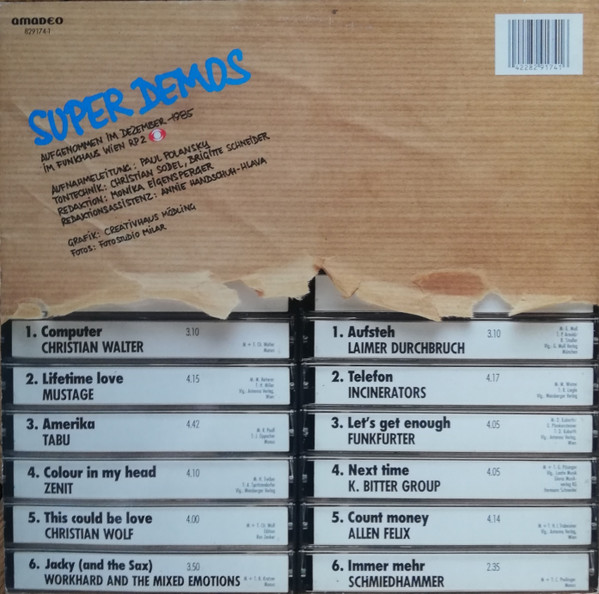 amadeo
829174-1
42282 91741
SUPER DEMOS
AUFGENOMMEN IM DEZEMBER 1985
IM FUNKHAUS WIEN RP2
AUFNAHMELEITUNG: PAUL POLANSKY
TONTECHNIK: CHRISTIAN SODEL, BRIGITTE SCHNEIDER
REDAKTION: MONIKA EIGENSPERGER
REDAKTIONSASSISTENZ: ANNIE HANDSCHUH-HLAVA
GRAFIK: CREATIVHAUS MÖDLING
FOTOS: FOTOSTUDIO MILAR
1. Computer 3.10
CHRISTIAN WALTER
2. Lifetime love 4.15
MUSTAGE
3. Amerika 4.42
TABU
4. Colour in my head 4.10
ZENIT
5. This could be love 4.00
CHRISTIAN WOLF
6. Jacky (and the Sax) 3.50
WORKHARD AND THE MIXED EMOTIONS
1. Aufsteh 3.10
LAIMER DURCHBRUCH
2. Telefon 4.17
INCINERATORS
3. Let's get enough 4.05
FUNKFURTER
4. Next time 4.05
K. BITTER GROUP
5. Count money 4.14
ALLEN FELIX
6. Immer mehr 2.35
SCHMIEDHAMMER